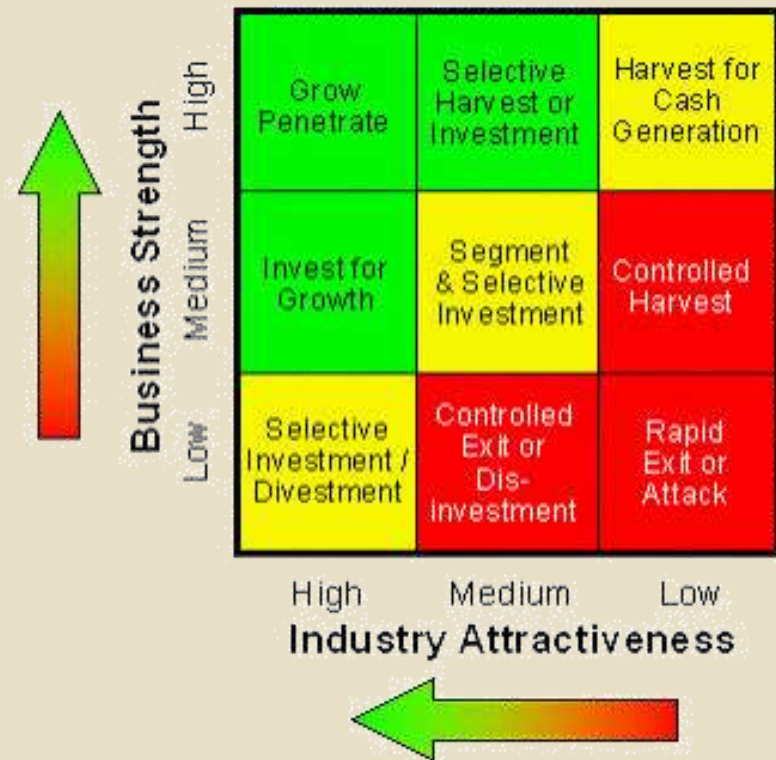 Business Strength
High
Medium
Low
Grow
Penetrate
Selective
Harvest or
Investment
Harvest for
Cash
Generation
Invest for
Growth
Segment
& Selective
Investment
Controlled
Harvest
Selective
Investment /
Divestment
Controlled
Exit or
Dis-
investment
Rapid
Exit or
Attack
High Medium Low
Industry Attractiveness